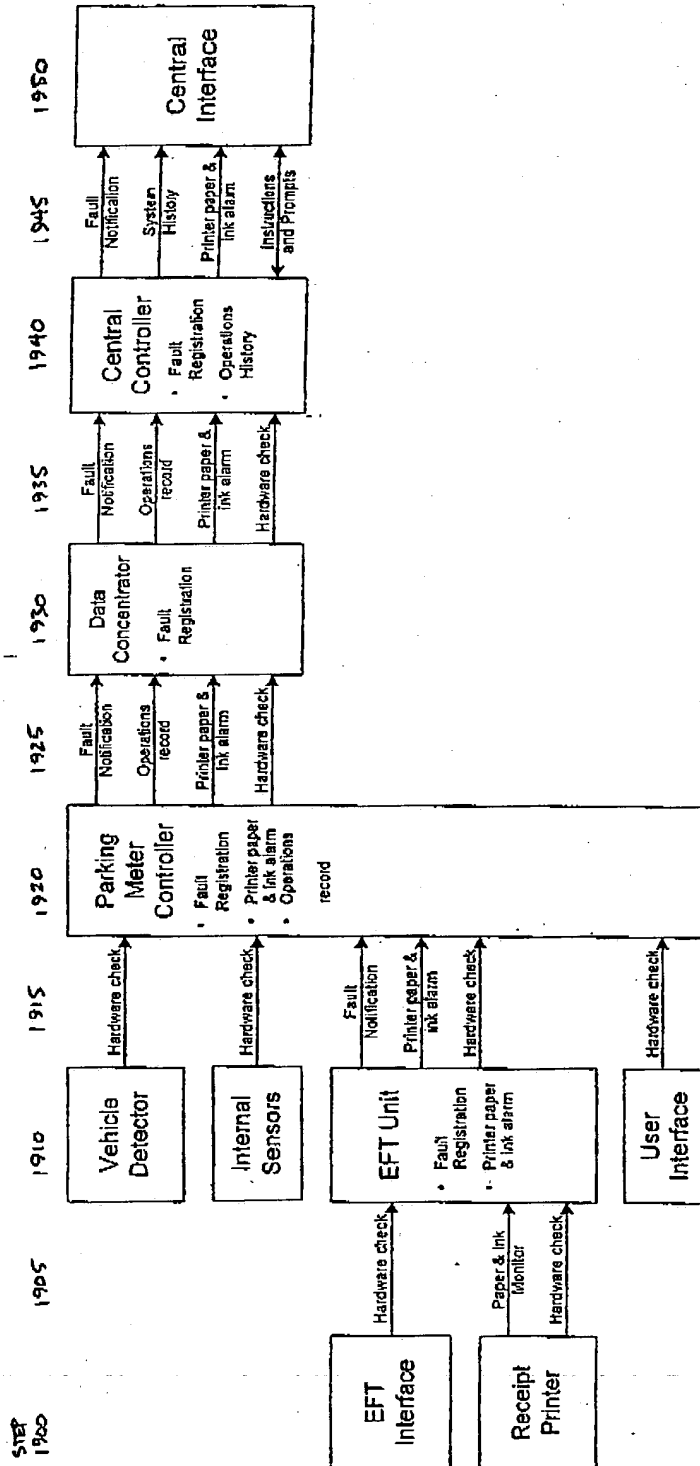 STEP
1900
1905
1910
1915
1920
1925
1930
1935
1940
1945
1950
EFT
Interface
Receipt
Printer
Hardware check
Paper & Ink
Monitor
Hardware check
Vehicle
Detector
Internal
Sensors
EFT Unit
• Fault
Registration
• Printer paper
& Ink alarm
User
Interface
Hardware check
Hardware check
Fault
Notification
Printer paper &
ink alarm
Hardware check
Hardware check
Parking
Meter
Controller
• Fault
Registration
• Printer paper
& Ink alarm
• Operations
record
Fault
Notification
Operations
record
Printer paper &
Ink alarm
Hardware check
Data
Concentrator
• Fault
Registration
Fault
Notification
Operations
record
Printer paper &
ink alarm
Hardware check
Central
Controller
• Fault
Registration
• Operations
History
Fault
Notification
System
History
Printer paper &
Ink alarm
Instructions
and Prompts
Central
Interface